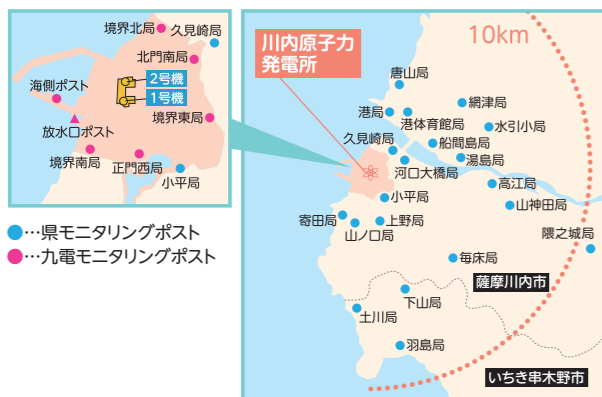 境界北局
久見崎局
北門南局
海側ポスト
2号機
1号機
放水口ポスト
境界東局
境界南局
正門西局
小平局
●…県モニタリングポスト
●…九電モニタリングポスト
川内原子力
発電所
10km
唐山局
網津局
港局
港体育館局
水引小局
久見崎局
船間島局
湯島局
河口大橋局
高江局
小平局
山神田局
寄田局
上野局
山ノ口局
隈之城局
毎床局
薩摩川内市
下山局
土川局
羽島局
いちき串木野市